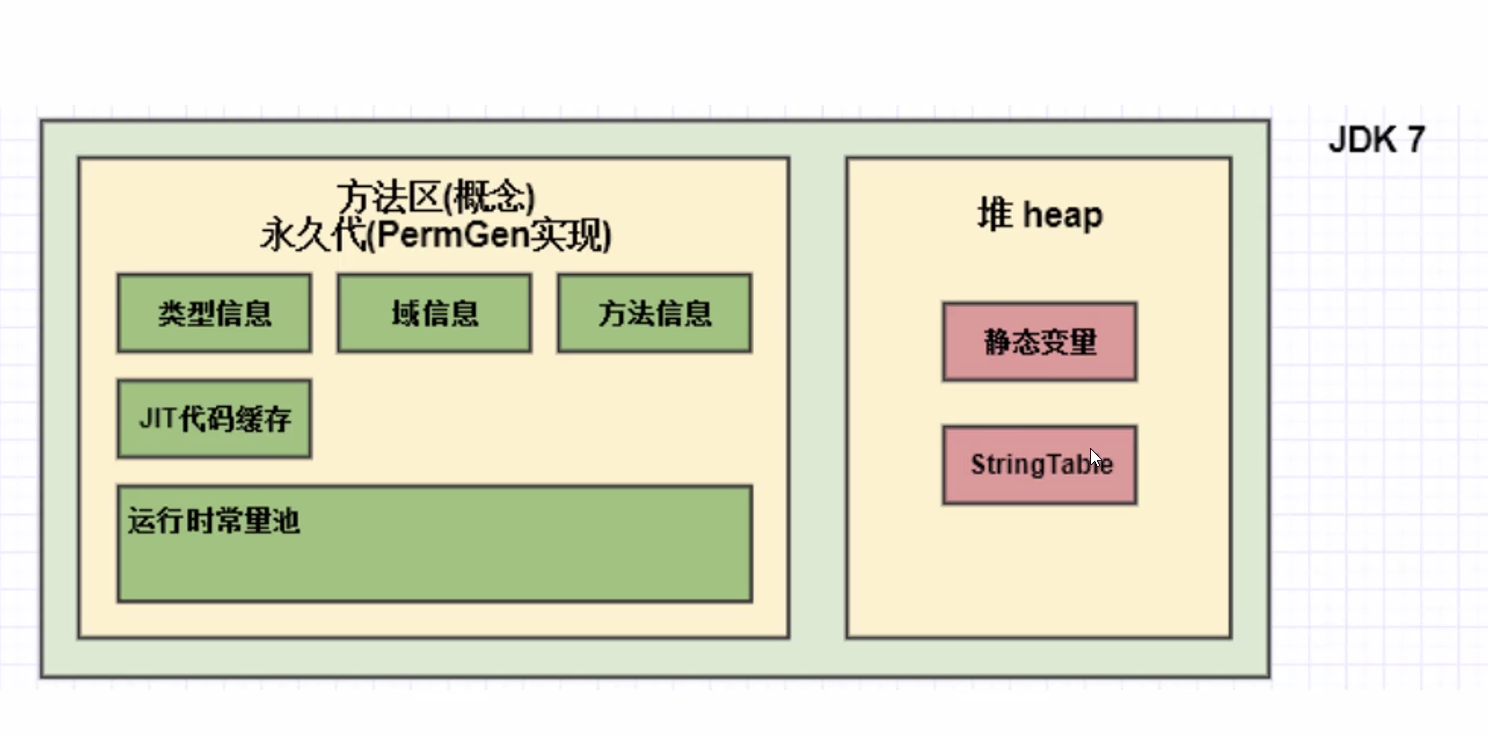 JDK 7
方法区(概念)
永久代(PermGen实现)
类型信息
域信息
方法信息
JIT代码缓存
运行时常量池
堆 heap
静态变量
StringTable